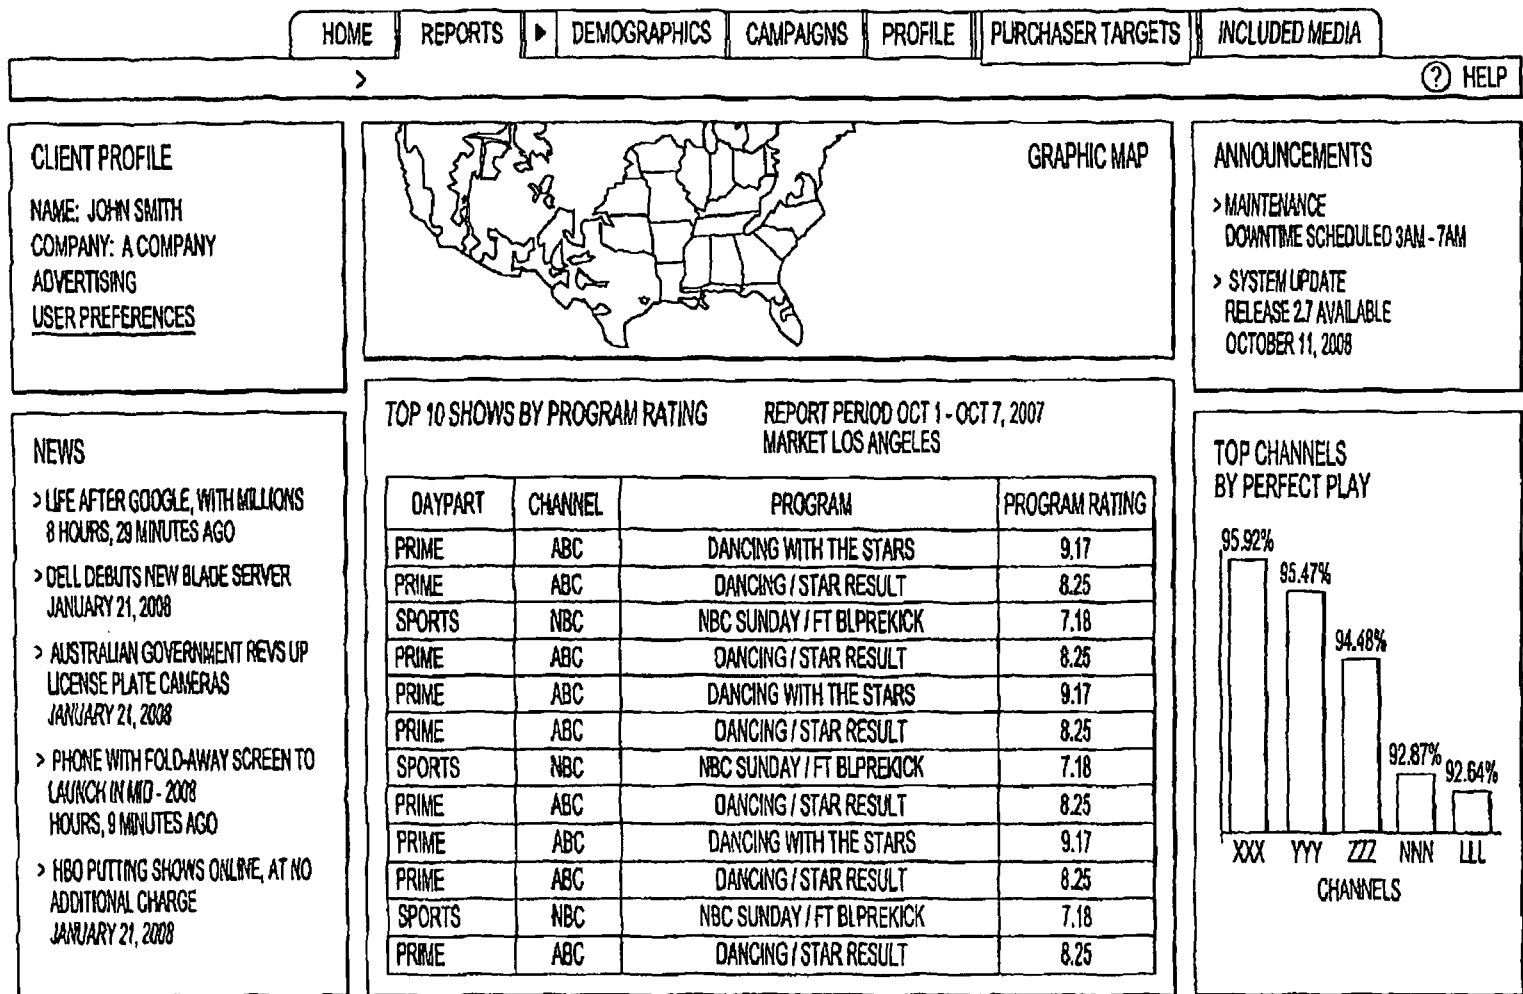 HOME REPORTS DEMOGRAPHICS CAMPAIGNS PROFILE PURCHASER TARGETS INCLUDED MEDIA
> ? HELP
CLIENT PROFILE
NAME: JOHN SMITH
COMPANY: A COMPANY
ADVERTISING
USER PREFERENCES
GRAPHIC MAP
ANNOUNCEMENTS
> MAINTENANCE
DOWNTIME SCHEDULED 3AM - 7AM
> SYSTEM UPDATE
RELEASE 2.7 AVAILABLE
OCTOBER 11, 2008
NEWS
> LIFE AFTER GOOGLE, WITH MILLIONS
8 HOURS, 29 MINUTES AGO
> DELL DEBUTS NEW BLADE SERVER
JANUARY 21, 2008
> AUSTRALIAN GOVERNMENT REVS UP
LICENSE PLATE CAMERAS
JANUARY 21, 2008
> PHONE WITH FOLD-AWAY SCREEN TO
LAUNCH IN MID - 2008
HOURS, 9 MINUTES AGO
> HBO PUTTING SHOWS ONLINE, AT NO
ADDITIONAL CHARGE
JANUARY 21, 2008
TOP 10 SHOWS BY PROGRAM RATING REPORT PERIOD OCT 1 - OCT 7, 2007
MARKET LOS ANGELES
DAYPART CHANNEL PROGRAM PROGRAM RATING
PRIME ABC DANCING WITH THE STARS 9.17
PRIME ABC DANCING / STAR RESULT 8.25
SPORTS NBC NBC SUNDAY / FT BLPREKICK 7.18
PRIME ABC DANCING / STAR RESULT 8.25
PRIME ABC DANCING WITH THE STARS 9.17
PRIME ABC DANCING / STAR RESULT 8.25
SPORTS NBC NBC SUNDAY / FT BLPREKICK 7.18
PRIME ABC DANCING / STAR RESULT 8.25
PRIME ABC DANCING WITH THE STARS 9.17
PRIME ABC DANCING / STAR RESULT 8.25
SPORTS NBC NBC SUNDAY / FT BLPREKICK 7.18
PRIME ABC DANCING / STAR RESULT 8.25
TOP CHANNELS
BY PERFECT PLAY
95.92%
95.47%
94.48%
92.87%
92.64%
XXX YYY ZZZ NNN LLL
CHANNELS